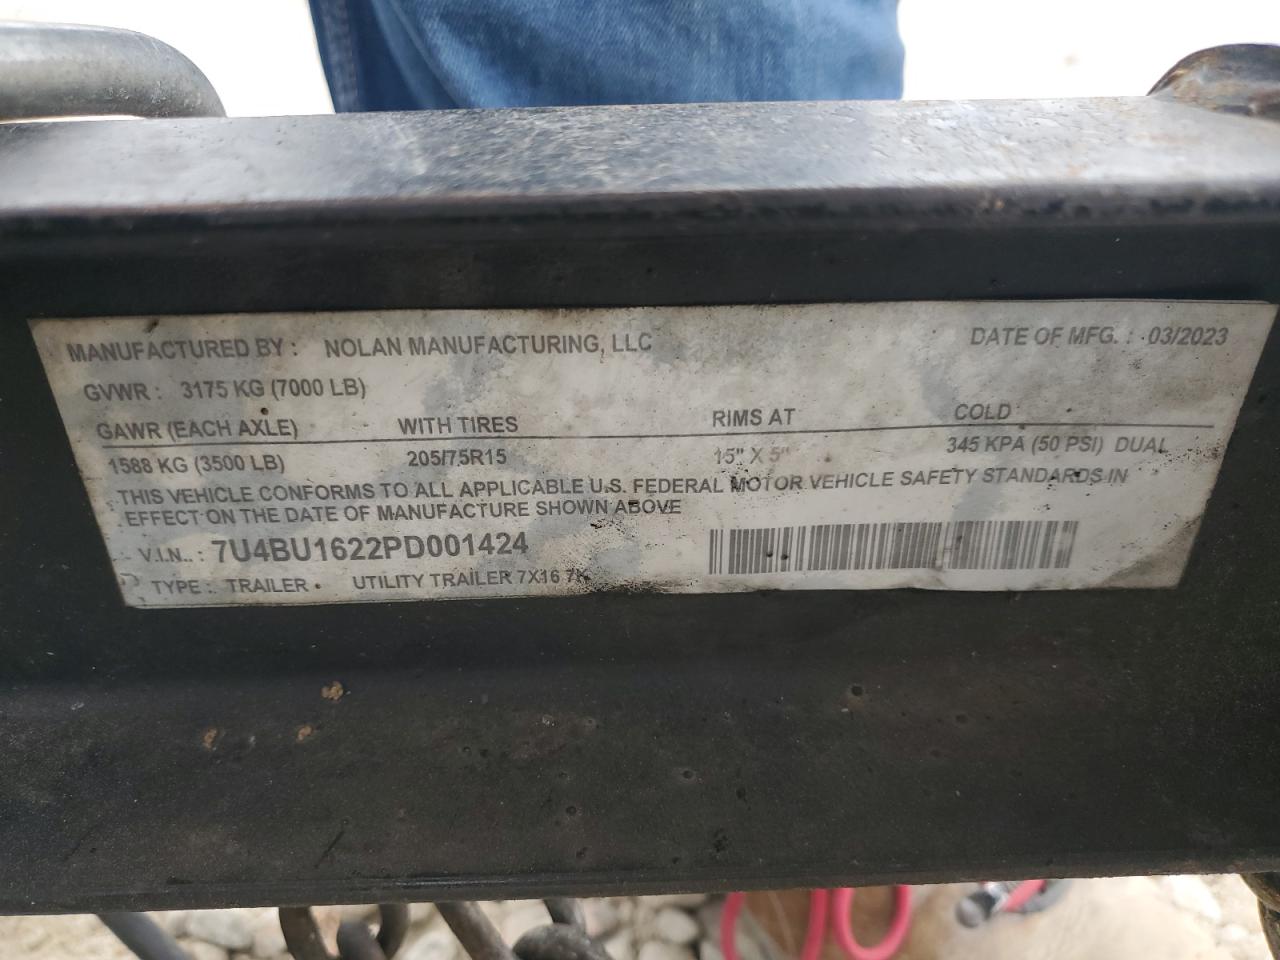 MANUFACTURED BY : NOLAN MANUFACTURING, LLC DATE OF MFG. : 03/2023
GVWR : 3175 KG (7000 LB)
GAWR (EACH AXLE) WITH TIRES RIMS AT COLD
1588 KG (3500 LB) 205/75R15 15" X 5" 345 KPA (50 PSI) DUAL
THIS VEHICLE CONFORMS TO ALL APPLICABLE U.S. FEDERAL MOTOR VEHICLE SAFETY STANDARDS IN
EFFECT ON THE DATE OF MANUFACTURE SHOWN ABOVE
V.I.N.. : 7U4BU1622PD001424
TYPE : TRAILER UTILITY TRAILER 7X16 7K